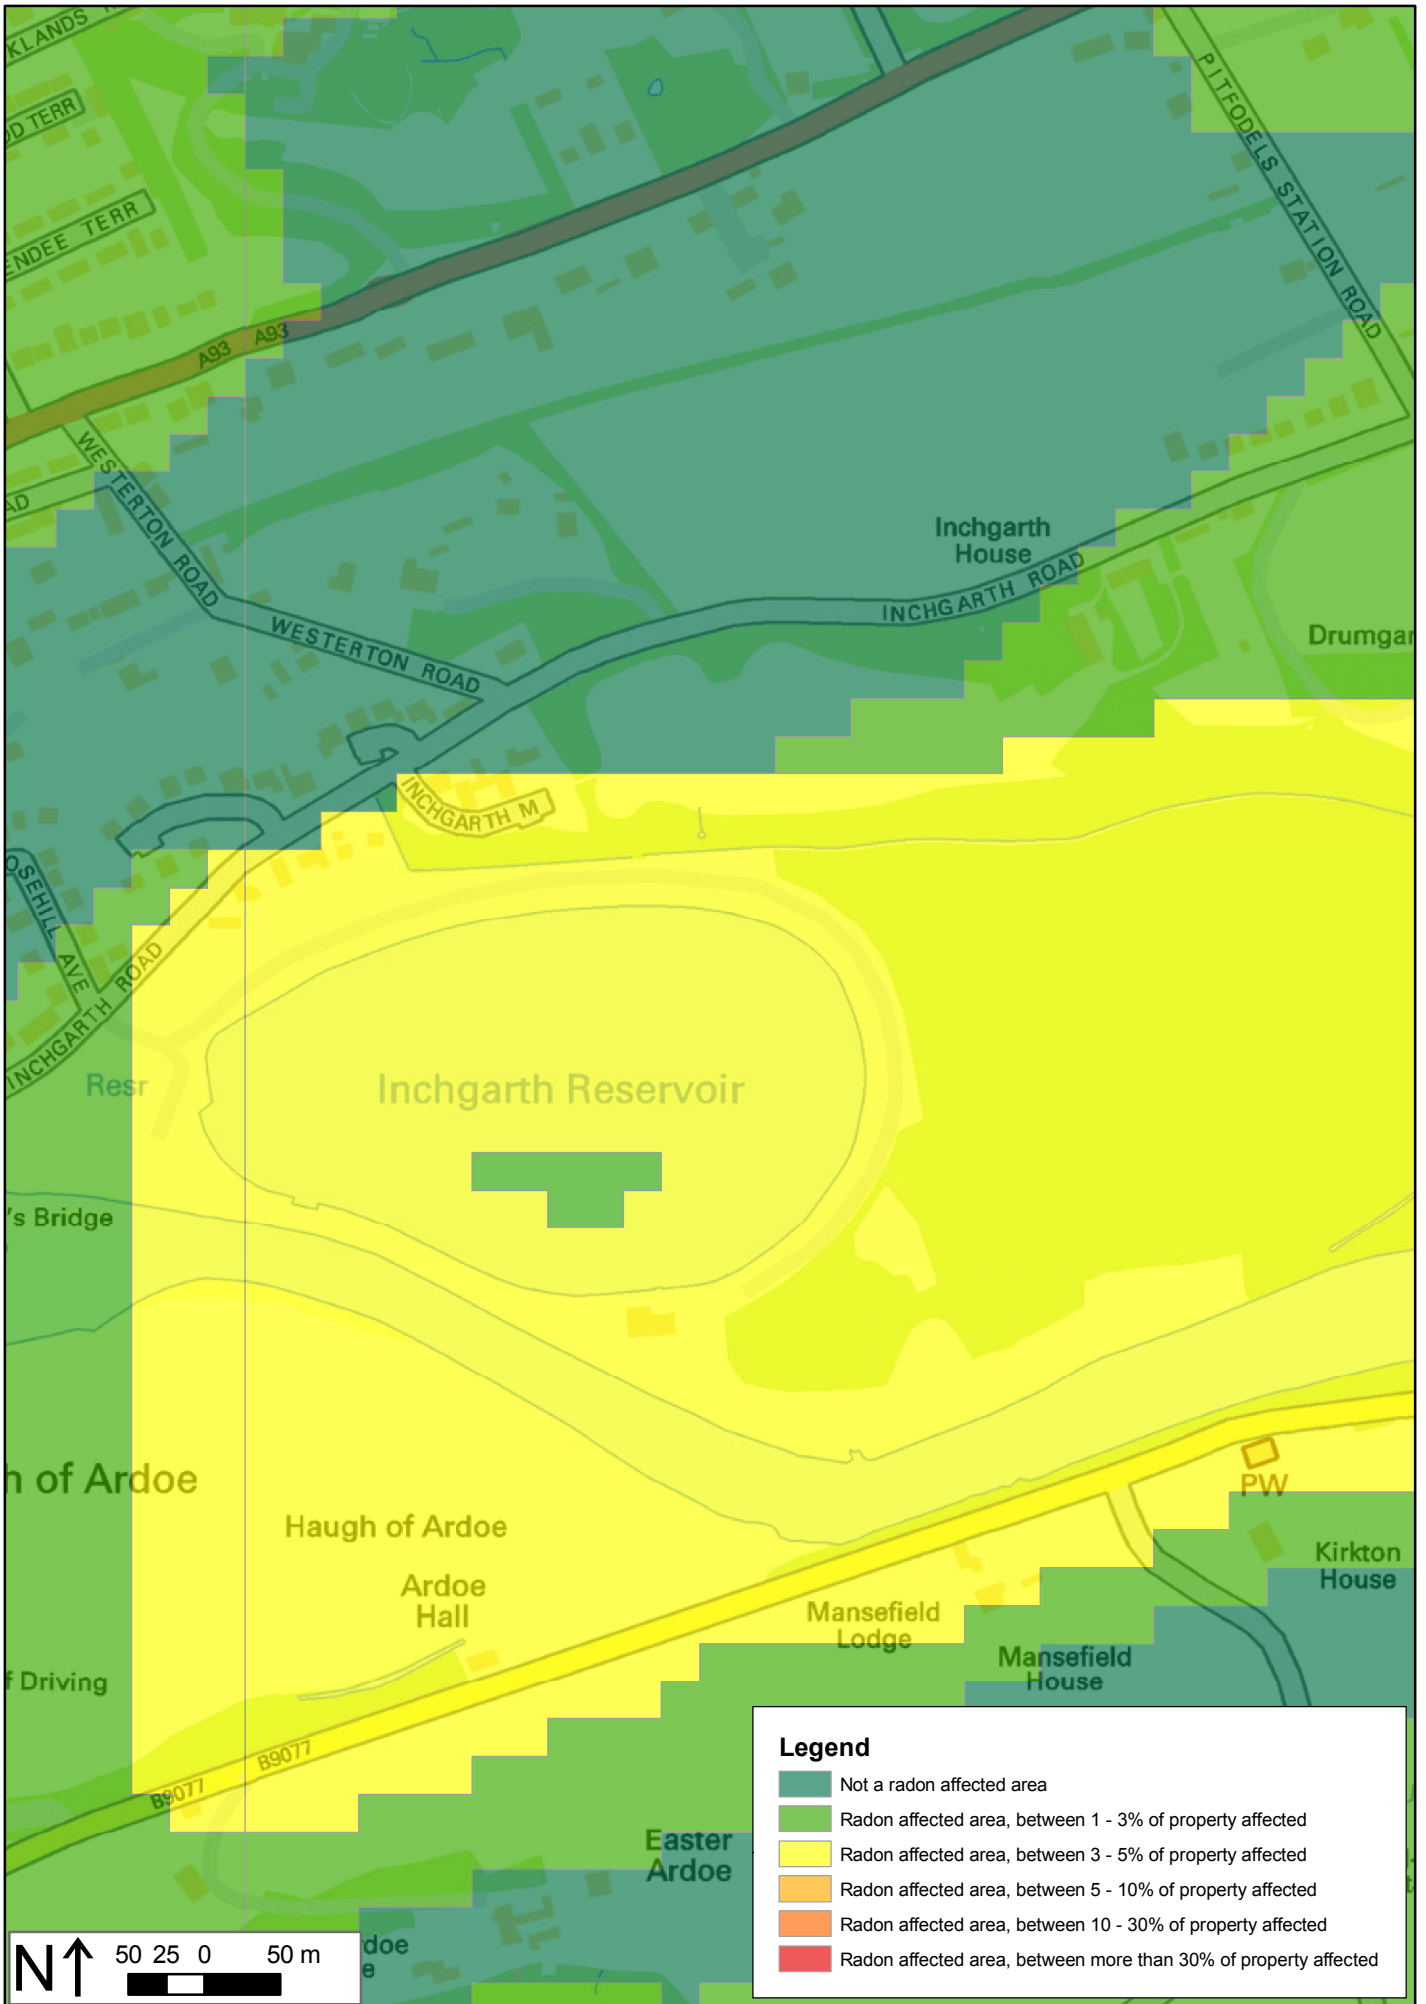 KLANDS
DD TERR
ENDEE TERR
PITFODELS STATION ROAD
A93
A93
WESTERTON ROAD
AD
WESTERTON ROAD
Inchgarth
House
INCHGARTH ROAD
Drumgar
INCHGARTH M
OSEHILL AVE
INCHGARTH ROAD
Resr
Inchgarth Reservoir
's Bridge
h of Ardoe
PW
Haugh of Ardoe
Kirkton
House
Ardoe
Hall
Mansefield
Lodge
Mansefield
House
f Driving
B9077
B9077
Easter
Ardoe
rdoe
e
N
50 25 0 50 m
Legend
Not a radon affected area
Radon affected area, between 1 - 3% of property affected
Radon affected area, between 3 - 5% of property affected
Radon affected area, between 5 - 10% of property affected
Radon affected area, between 10 - 30% of property affected
Radon affected area, between more than 30% of property affected